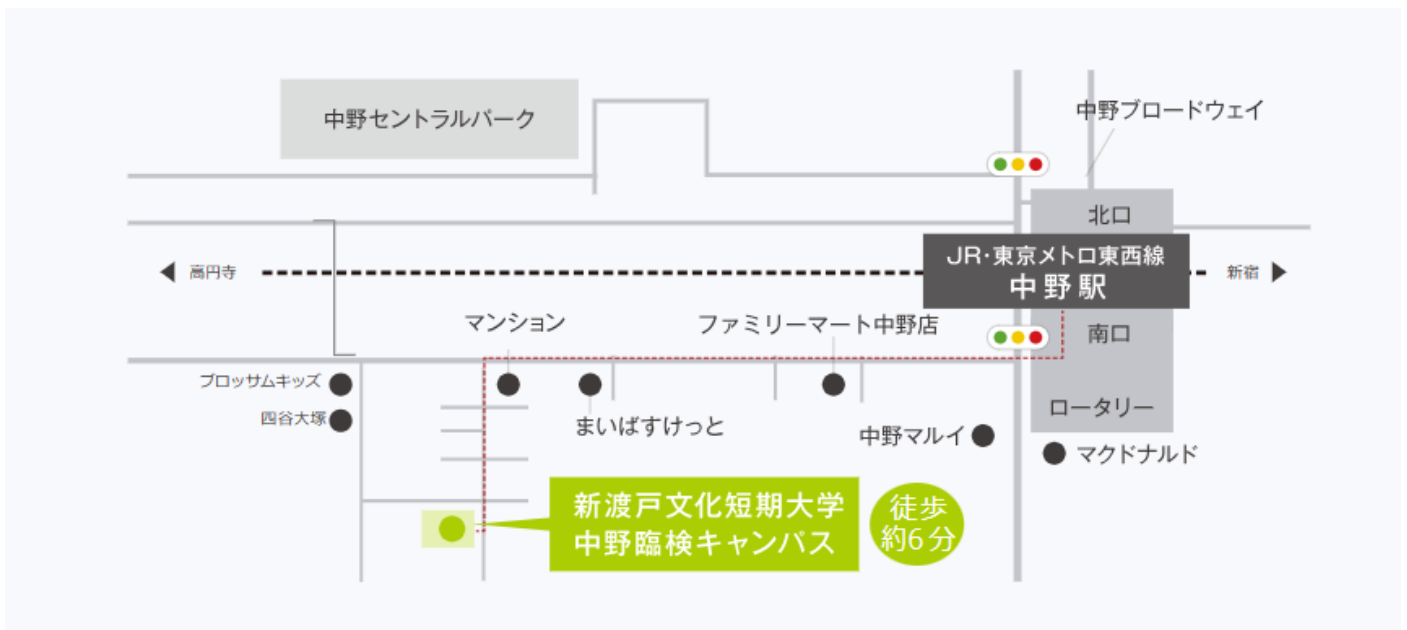 中野セントラルパーク
中野ブロードウェイ
北口
JR・東京メトロ東西線
中野駅
高円寺
新宿
マンション
ファミリーマート中野店
南口
ブロッサムキッズ
四谷大塚
まいばすけっと
中野マルイ
ロータリー
マクドナルド
新渡戸文化短期大学
中野臨検キャンパス
徒歩
約6分